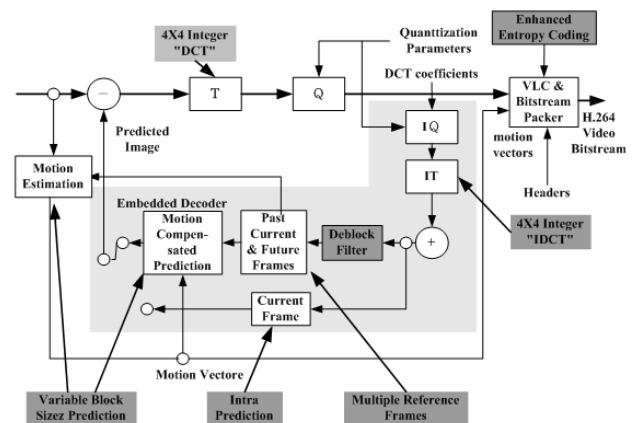 4X4 Integer
"DCT"
Quanttization
Parameters
Enhanced
Entropy Coding
DCT coefficients
−
T
Q
VLC &
Bitstream
Packer
H.264
Video
Bitstream
Predicted
Image
IQ
motion
vectors
Motion
Estimation
IT
Headers
Embedded Decoder
Motion
Compen-
sated
Prediction
Past
Current
& Future
Frames
Deblock
Filter
+
4X4 Integer
"IDCT"
Current
Frame
Motion Vectore
Variable Block
Sizez Prediction
Intra
Prediction
Multiple Reference
Frames